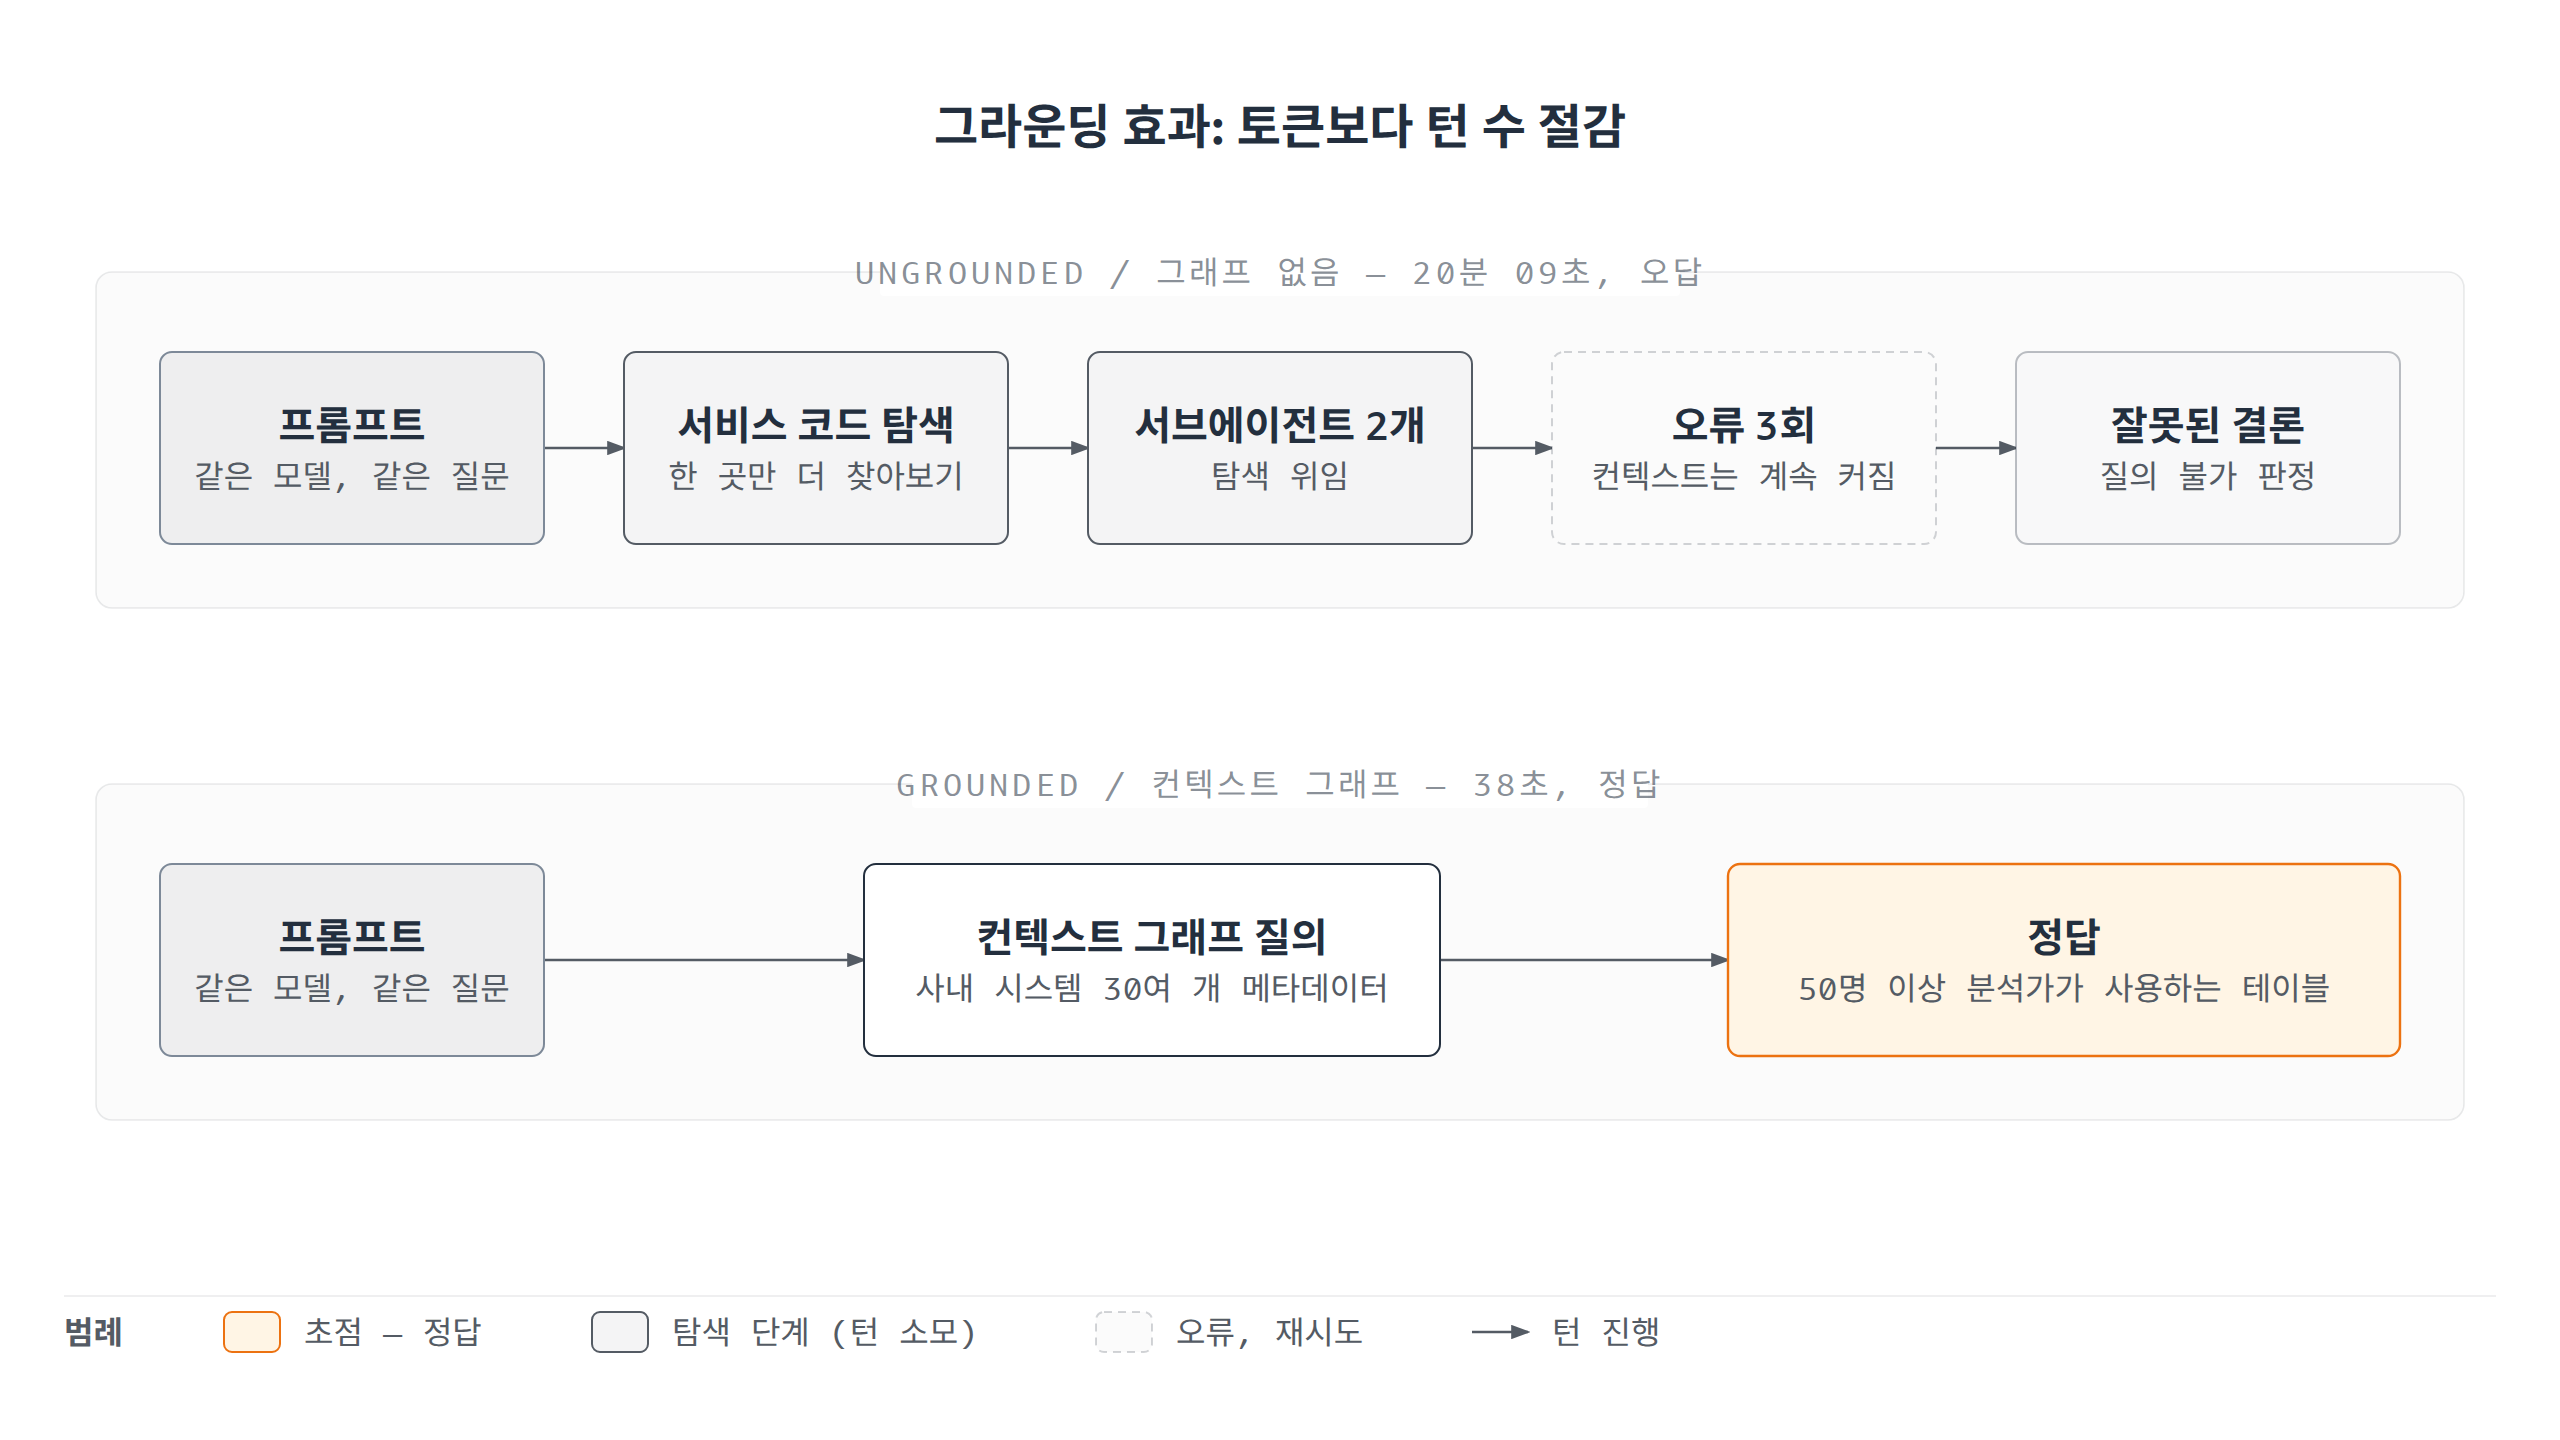 그라운딩 효과: 토큰보다 턴 수 절감
UNGROUNDED / 그래프 없음 — 20분 09초, 오답
프롬프트
같은 모델, 같은 질문
서비스 코드 탐색
한 곳만 더 찾아보기
서브에이전트 2개
탐색 위임
오류 3회
컨텍스트는 계속 커짐
잘못된 결론
질의 불가 판정
GROUNDED / 컨텍스트 그래프 — 38초, 정답
프롬프트
같은 모델, 같은 질문
컨텍스트 그래프 질의
사내 시스템 30여 개 메타데이터
정답
50명 이상 분석가가 사용하는 테이블
범례
초점 — 정답
탐색 단계 (턴 소모)
오류, 재시도
턴 진행